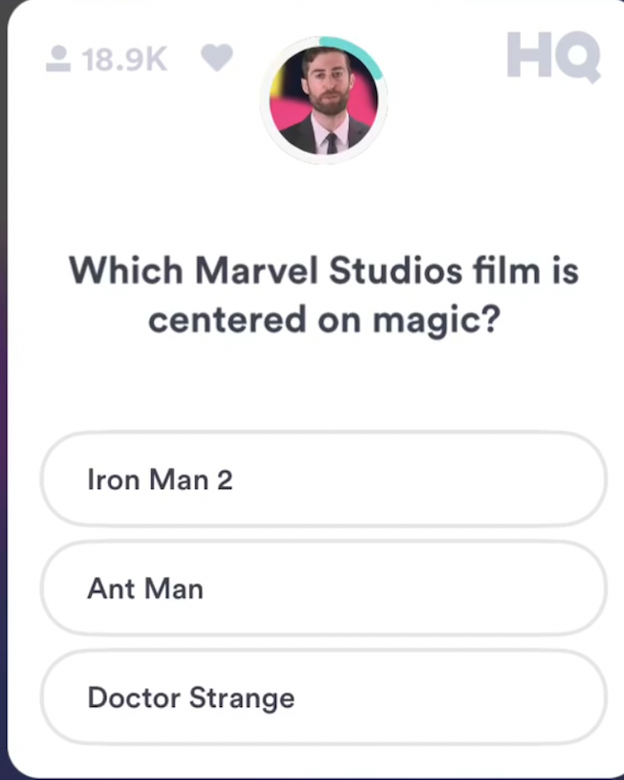 18.9K
HQ
Which Marvel Studios film is
centered on magic?
Iron Man 2
Ant Man
Doctor Strange